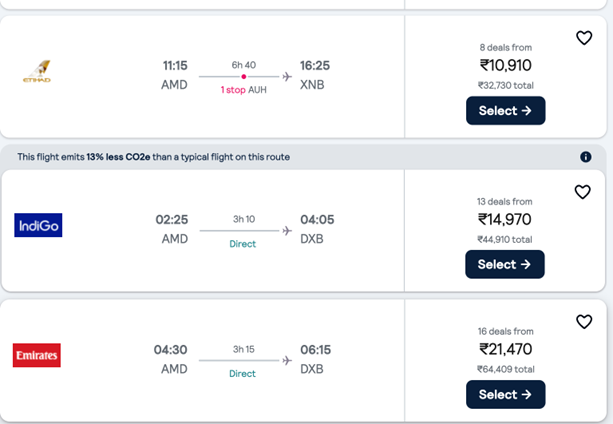 8 deals from
11:15 6h 40 16:25 ₹10,910
ETIHAD AMD 1 stop AUH XNB ₹32,730 total
Select →
This flight emits 13% less CO2e than a typical flight on this route
13 deals from
IndiGo 02:25 3h 10 04:05 ₹14,970
AMD Direct DXB ₹44,910 total
Select →
16 deals from
Emirates 04:30 3h 15 06:15 ₹21,470
AMD Direct DXB ₹64,409 total
Select →